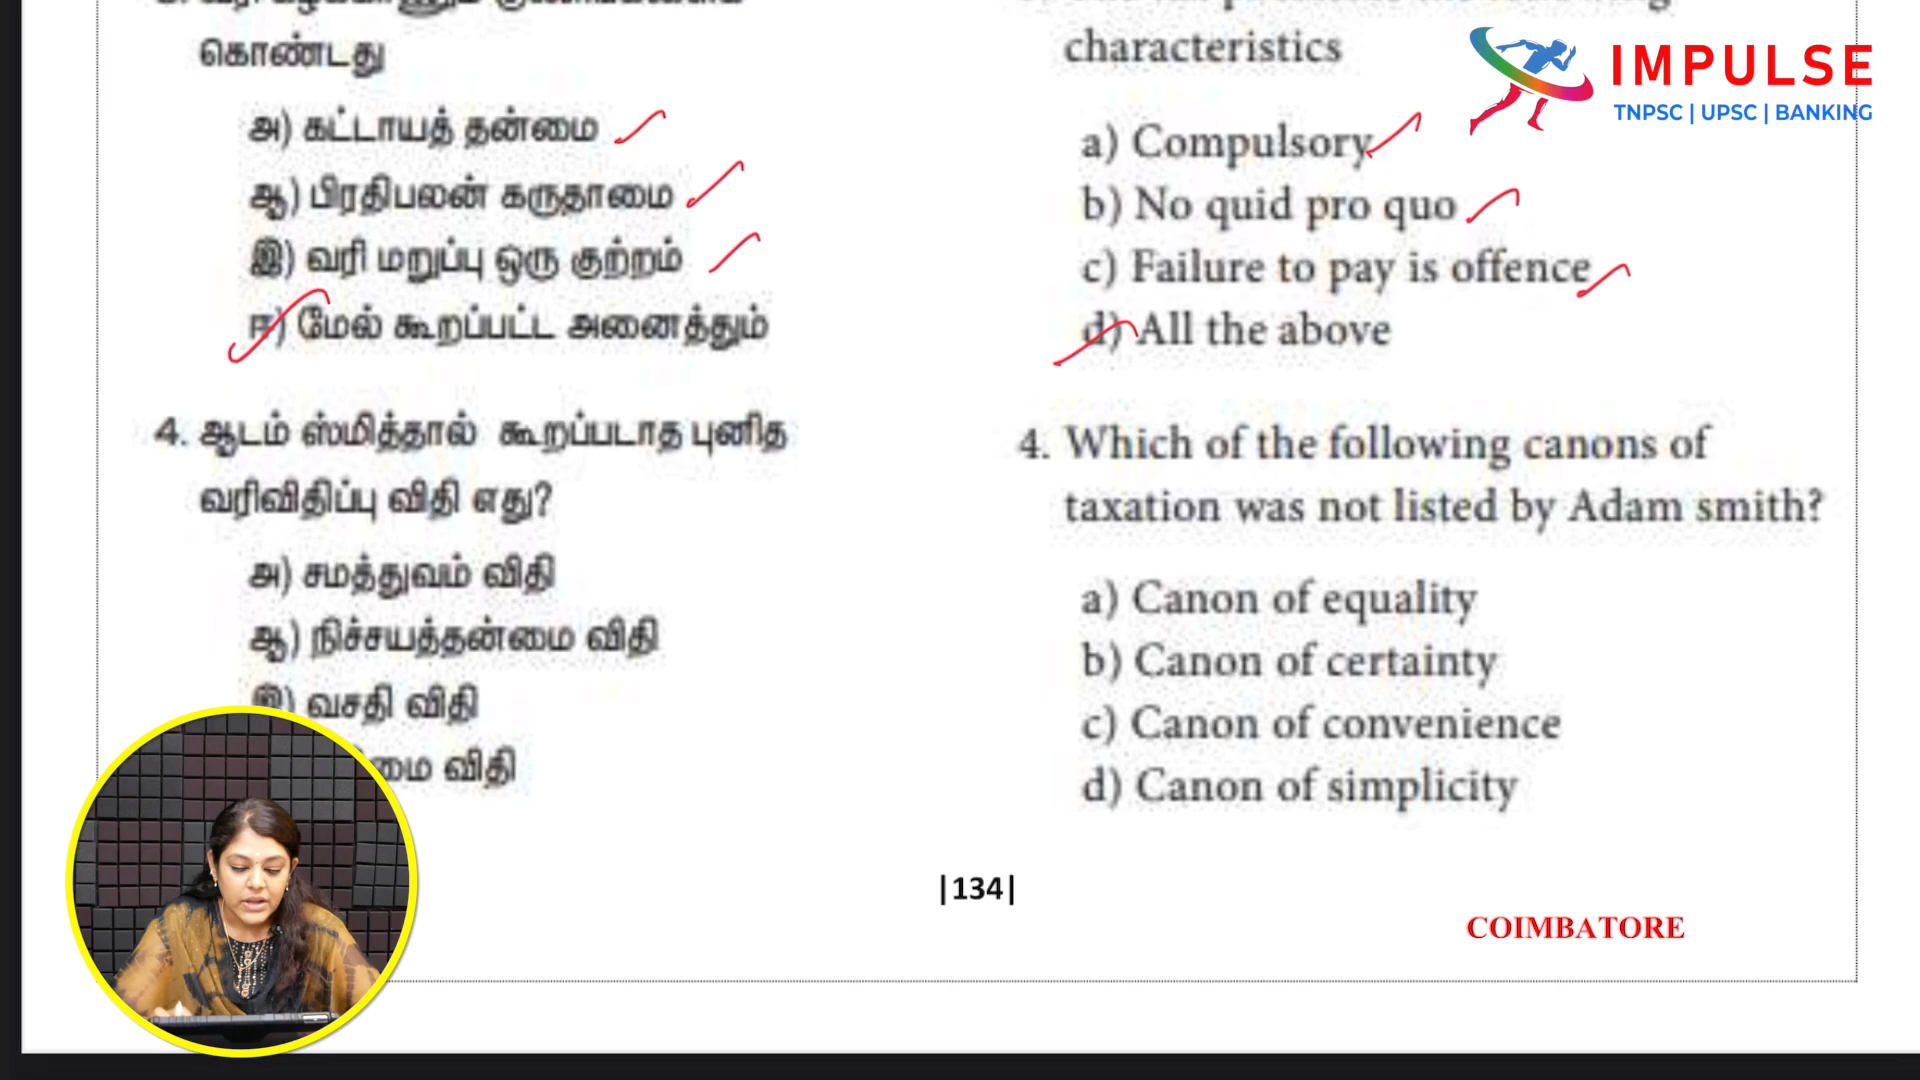 கொண்டது
அ) கட்டாயத் தன்மை
ஆ) பிரதிபலன் கருதாமை
இ) வரி மறுப்பு ஒரு குற்றம்
ஈ) மேல் கூறப்பட்ட அனைத்தும்
4. ஆடம் ஸ்மித்தால் கூறப்படாத புனித
வரிவிதிப்பு விதி எது?
அ) சமத்துவம் விதி
ஆ) நிச்சயத்தன்மை விதி
இ) வசதி விதி
விதி
characteristics
a) Compulsory
b) No quid pro quo
c) Failure to pay is offence
d) All the above
4. Which of the following canons of
taxation was not listed by Adam smith?
a) Canon of equality
b) Canon of certainty
c) Canon of convenience
d) Canon of simplicity
|134|
COIMBATORE
IMPULSE
TNPSC | UPSC | BANKING